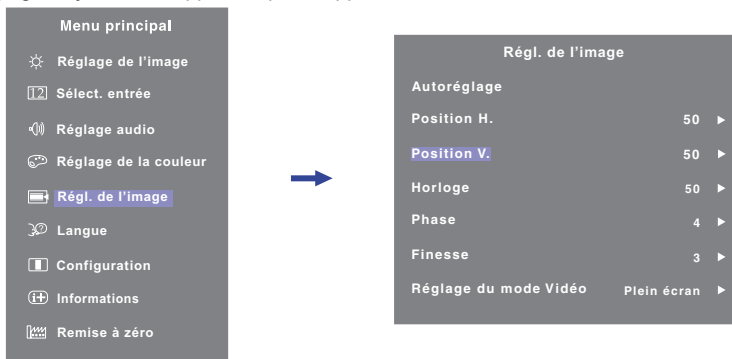 Menu principal
Réglage de l'image
12 Sélect. entrée
Réglage audio
Réglage de la couleur
Régl. de l'image
Langue
Configuration
Informations
Remise à zéro
Régl. de l'image
Autoréglage
Position H. 50
Position V. 50
Horloge 50
Phase 4
Finesse 3
Réglage du mode Vidéo Plein écran